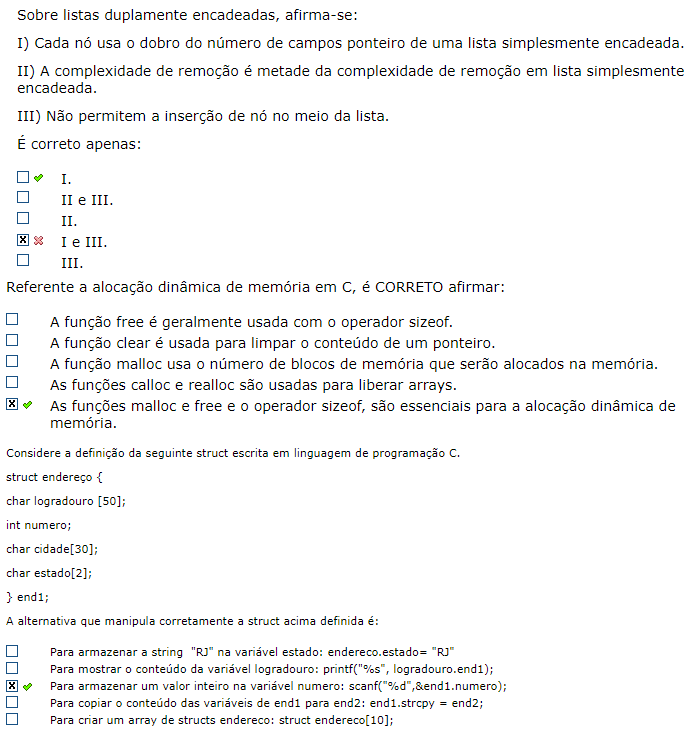 Sobre listas duplamente encadeadas, afirma-se:
I) Cada nó usa o dobro do número de campos ponteiro de uma lista simplesmente encadeada.
II) A complexidade de remoção é metade da complexidade de remoção em lista simplesmente
encadeada.
III) Não permitem a inserção de nó no meio da lista.
É correto apenas:
I.
II e III.
II.
I e III.
III.
Referente a alocação dinâmica de memória em C, é CORRETO afirmar:
A função free é geralmente usada com o operador sizeof.
A função clear é usada para limpar o conteúdo de um ponteiro.
A função malloc usa o número de blocos de memória que serão alocados na memória.
As funções calloc e realloc são usadas para liberar arrays.
As funções malloc e free e o operador sizeof, são essenciais para a alocação dinâmica de
memória.
Considere a definição da seguinte struct escrita em linguagem de programação C.
struct endereço {
char logradouro [50];
int numero;
char cidade[30];
char estado[2];
} end1;
A alternativa que manipula corretamente a struct acima definida é:
Para armazenar a string "RJ" na variável estado: endereco.estado= "RJ"
Para mostrar o conteúdo da variável logradouro: printf("%s", logradouro.end1);
Para armazenar um valor inteiro na variável numero: scanf("%d",&end1.numero);
Para copiar o conteúdo das variáveis de end1 para end2: end1.strcpy = end2;
Para criar um array de structs endereco: struct endereco[10];